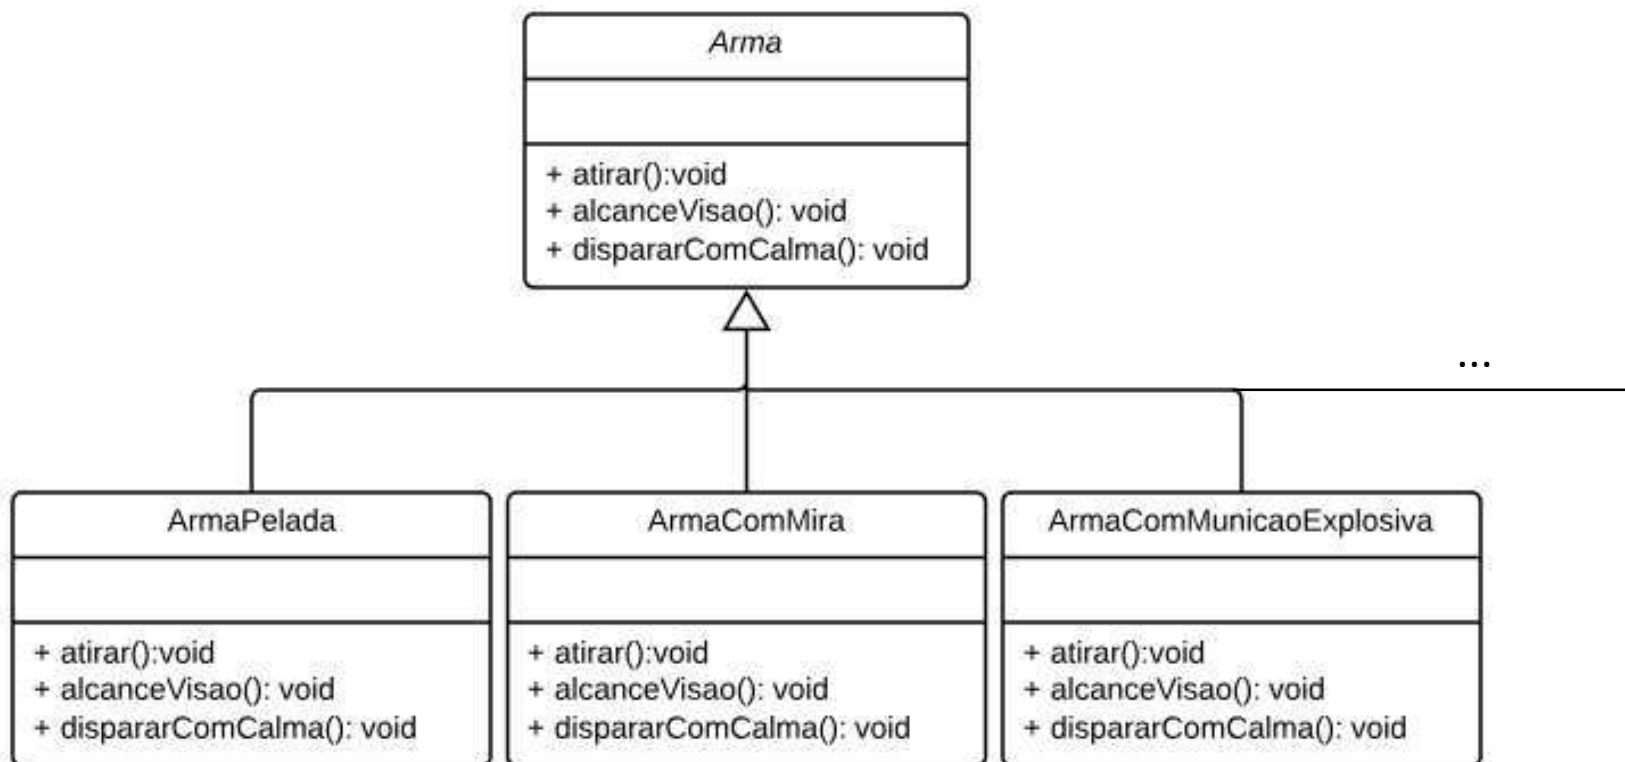 Arma
+ atirar():void
+ alcanceVisao(): void
+ dispararComCalma(): void
...
ArmaPelada
+ atirar():void
+ alcanceVisao(): void
+ dispararComCalma(): void
ArmaComMira
+ atirar():void
+ alcanceVisao(): void
+ dispararComCalma(): void
ArmaComMunicaoExplosiva
+ atirar():void
+ alcanceVisao(): void
+ dispararComCalma(): void